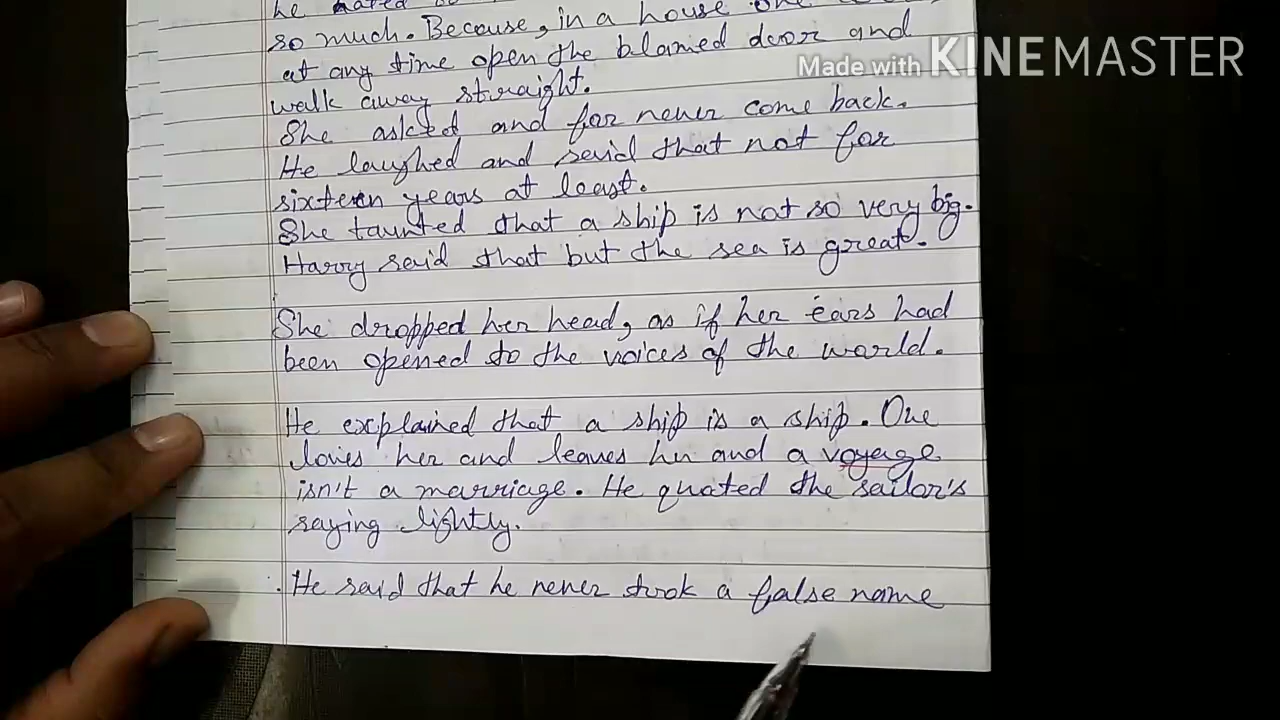 he hated
so much. Because, in a house one
at any time open the blamed door and
walk away straight.
She asked and for never come back.
He laughed and said that not for
sixteen years at least.
She taunted that a ship is not so very big.
Harry said that but the sea is great.
She dropped her head, as if her ears had
been opened to the voices of the world.
He explained that a ship is a ship. One
loves her and leaves her and a voyage
isn't a marriage. He quoted the sailor's
saying lightly.
He said that he never took a false name
Made with KINEMASTER